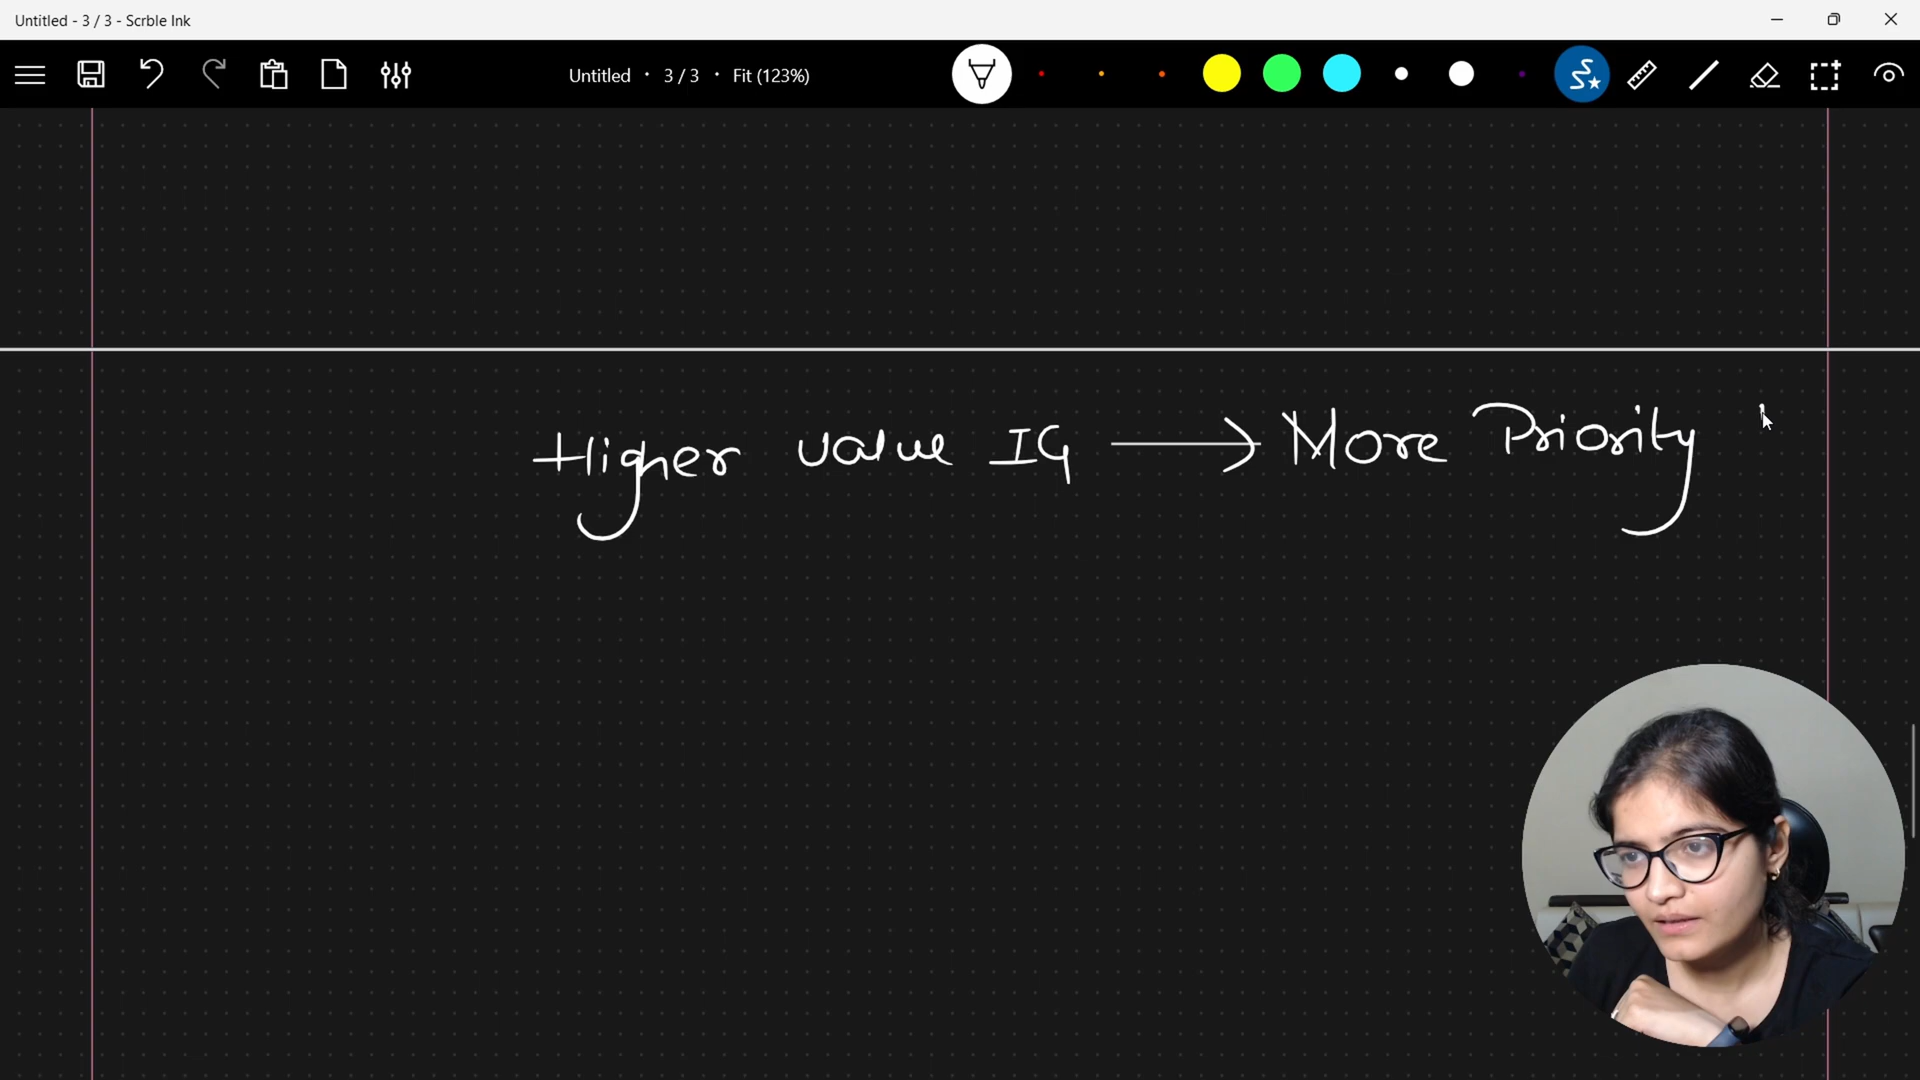 Untitled - 3 / 3 - Scrble Ink
Untitled • 3 / 3 • Fit (123%)
Higher value IG → More Priority